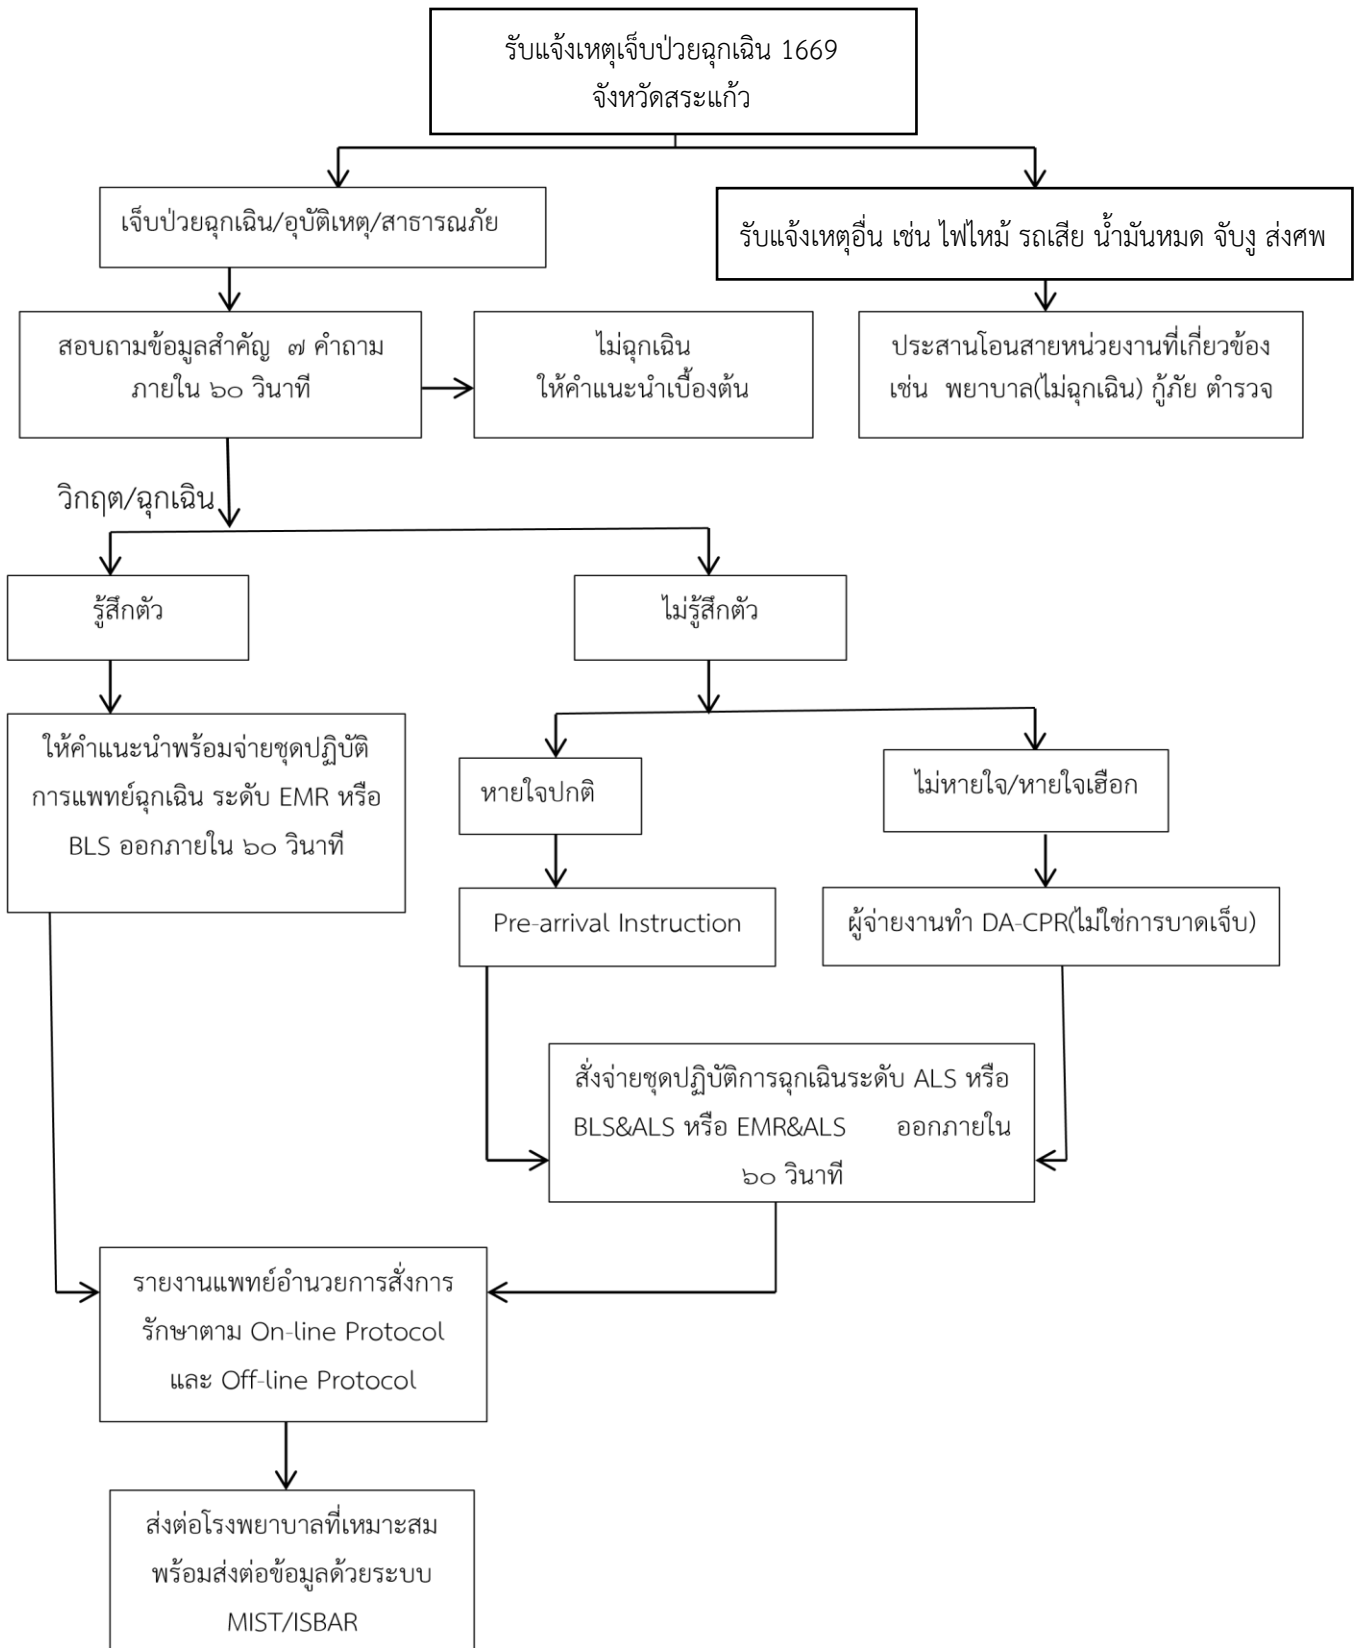 รับแจ้งเหตุเจ็บป่วยฉุกเฉิน 1669
จังหวัดสระแก้ว
เจ็บป่วยฉุกเฉิน/อุบัติเหตุ/สาธารณภัย
รับแจ้งเหตุอื่น เช่น ไฟไหม้ รถเสีย น้ำมันหมด จับงู ส่งศพ
สอบถามข้อมูลสำคัญ ๗ คำถาม
ภายใน ๖๐ วินาที
ไม่ฉุกเฉิน
ให้คำแนะนำเบื้องต้น
ประสานโอนสายหน่วยงานที่เกี่ยวข้อง
เช่น พยาบาล(ไม่ฉุกเฉิน) กู้ภัย ตำรวจ
วิกฤต/ฉุกเฉิน
รู้สึกตัว
ไม่รู้สึกตัว
ให้คำแนะนำพร้อมจ่ายชุดปฏิบัติ
การแพทย์ฉุกเฉิน ระดับ EMR หรือ
BLS ออกภายใน ๖๐ วินาที
หายใจปกติ
ไม่หายใจ/หายใจเฮือก
Pre-arrival Instruction
ผู้จ่ายงานทำ DA-CPR(ไม่ใช่การบาดเจ็บ)
สั่งจ่ายชุดปฏิบัติการฉุกเฉินระดับ ALS หรือ
BLS&ALS หรือ EMR&ALS ออกภายใน
๖๐ วินาที
รายงานแพทย์อำนวยการสั่งการ
รักษาตาม On-line Protocol
และ Off-line Protocol
ส่งต่อโรงพยาบาลที่เหมาะสม
พร้อมส่งต่อข้อมูลด้วยระบบ
MIST/ISBAR